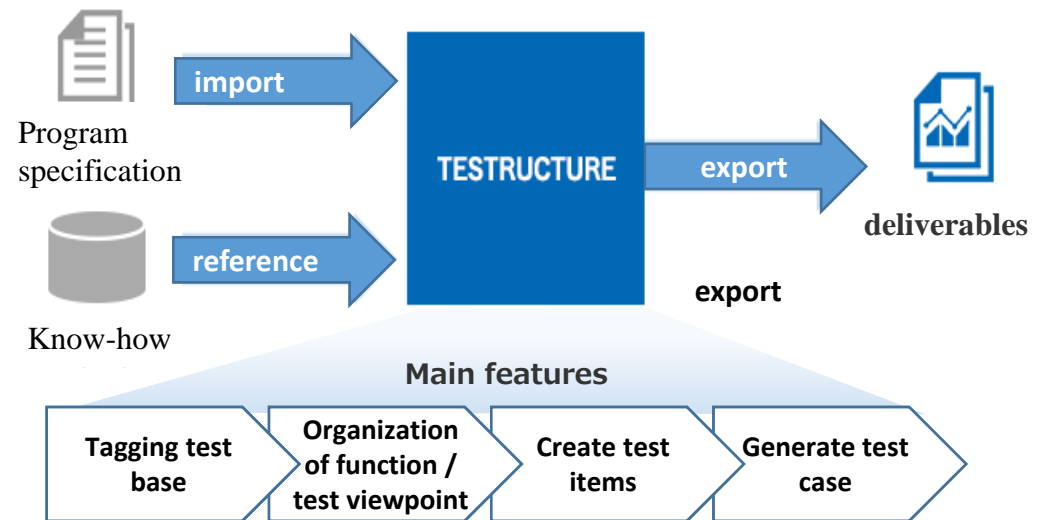 import
Program
specification
TESTRUCTURE
export
deliverables
reference
export
Know-how
Main features
Tagging test
base
Organization
of function /
test viewpoint
Create test
items
Generate test
case